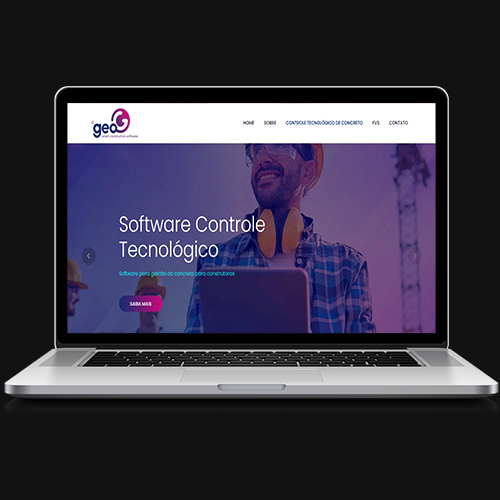 geo
smart construction software
HOME SOBRE CONTROLE TECNOLÓGICO DE CONCRETO FVS CONTATO
Software Controle
Tecnológico
Software para gestão do concreto para construtoras
SAIBA MAIS